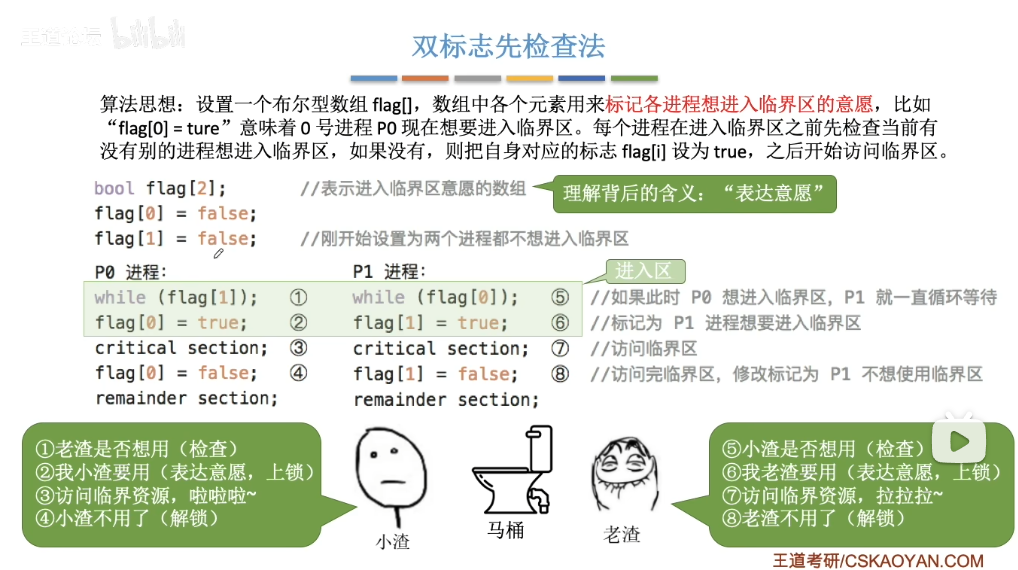 双标志先检查法
算法思想：设置一个布尔型数组 flag[]，数组中各个元素用来标记各进程想进入临界区的意愿，比如
“flag[0] = ture”意味着 0 号进程 P0 现在想要进入临界区。每个进程在进入临界区之前先检查当前有
没有别的进程想进入临界区，如果没有，则把自身对应的标志 flag[i] 设为 true，之后开始访问临界区。
bool flag[2]; //表示进入临界区意愿的数组
理解背后的含义：“表达意愿”
flag[0] = false;
flag[1] = false; //刚开始设置为两个进程都不想进入临界区
P0 进程： P1 进程：
进入区
while (flag[1]); ① while (flag[0]); ⑤ //如果此时 P0 想进入临界区，P1 就一直循环等待
flag[0] = true; ② flag[1] = true; ⑥ //标记为 P1 进程想要进入临界区
critical section; ③ critical section; ⑦ //访问临界区
flag[0] = false; ④ flag[1] = false; ⑧ //访问完临界区，修改标记为 P1 不想使用临界区
remainder section; remainder section;
①老渣是否想用（检查）
②我小渣要用（表达意愿，上锁）
③访问临界资源，啦啦啦~
④小渣不用了（解锁）
小渣
马桶
老渣
⑤小渣是否想用（检查）
⑥我老渣要用（表达意愿，上锁）
⑦访问临界资源，拉拉拉~
⑧老渣不用了（解锁）
王道考研/CSKAOYAN.COM